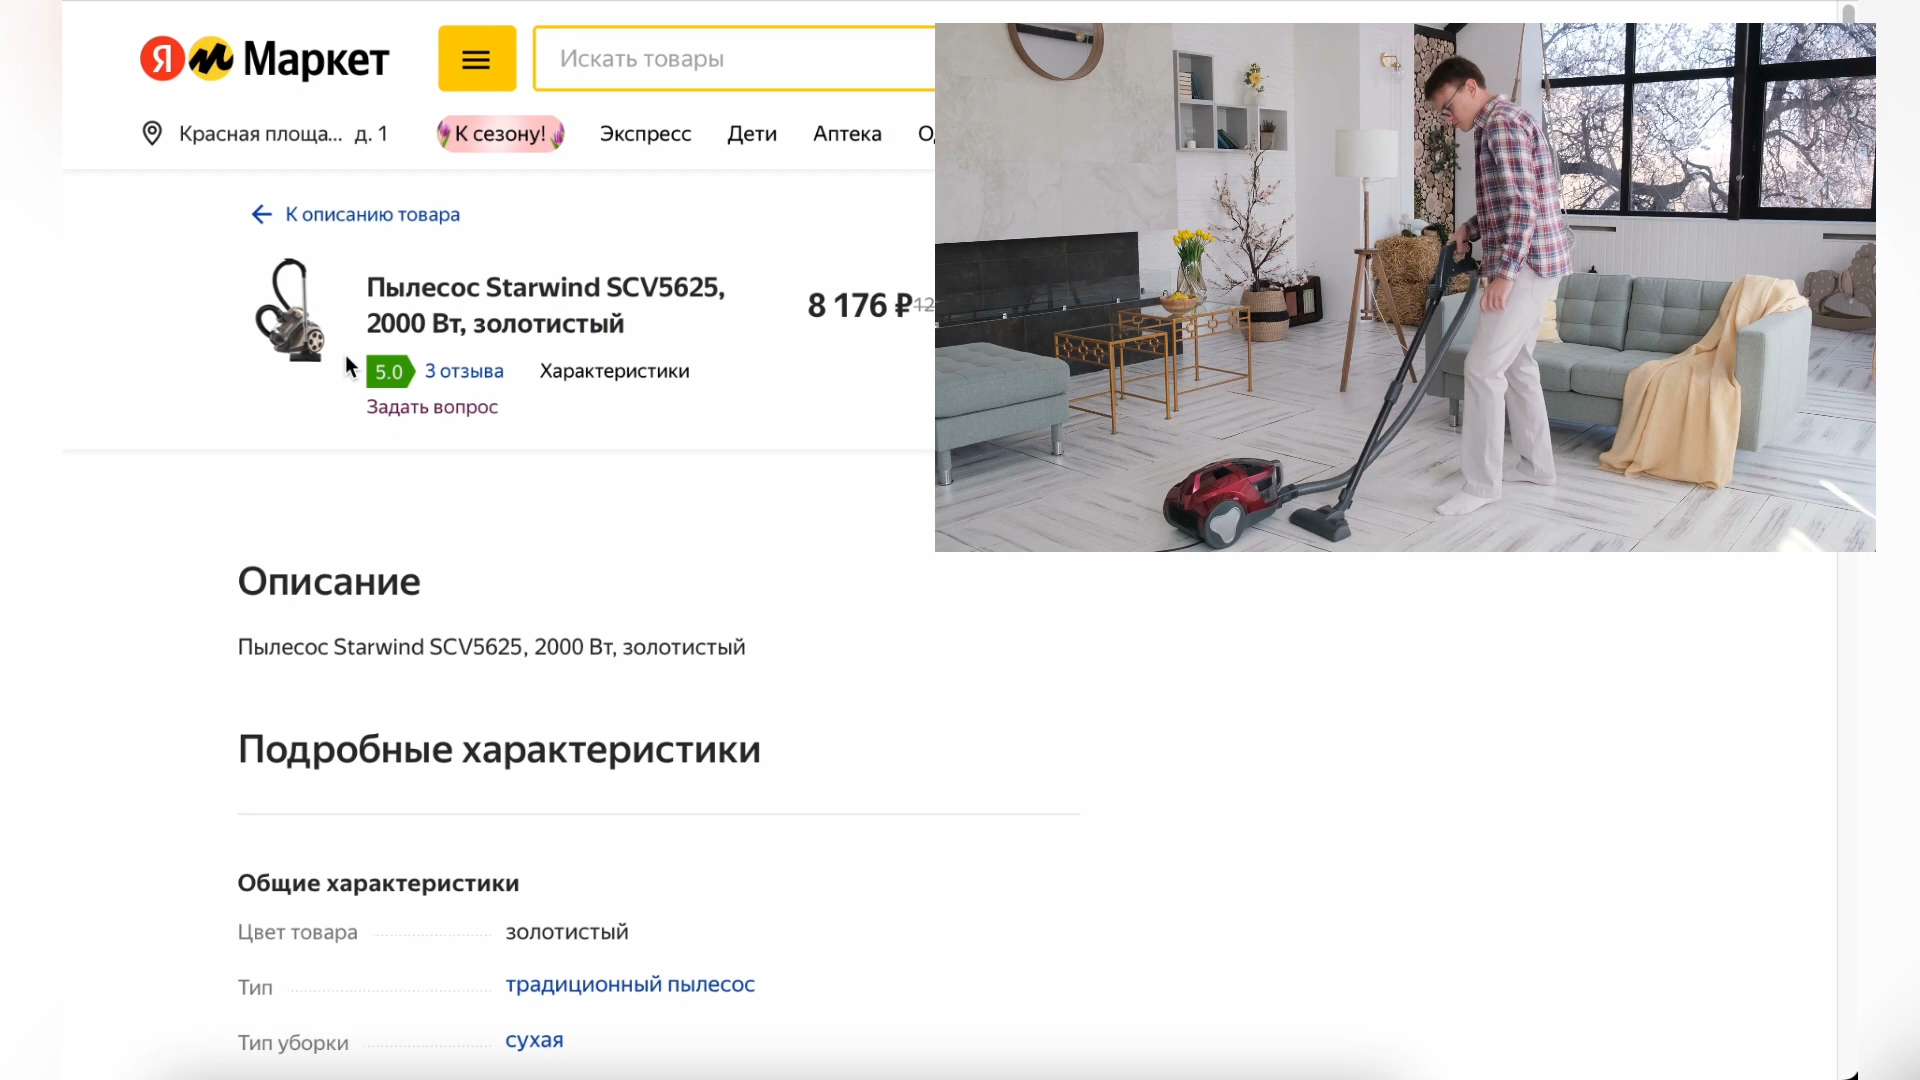 Я М Маркет
Искать товары
Красная площа... д. 1
К сезону!
Экспресс
Дети
Аптека
К описанию товара
Пылесос Starwind SCV5625,
2000 Вт, золотистый
8 176 ₽ 12
5.0 3 отзыва Характеристики
Задать вопрос
Описание
Пылесос Starwind SCV5625, 2000 Вт, золотистый
Подробные характеристики
Общие характеристики
Цвет товара золотистый
Тип традиционный пылесос
Тип уборки сухая